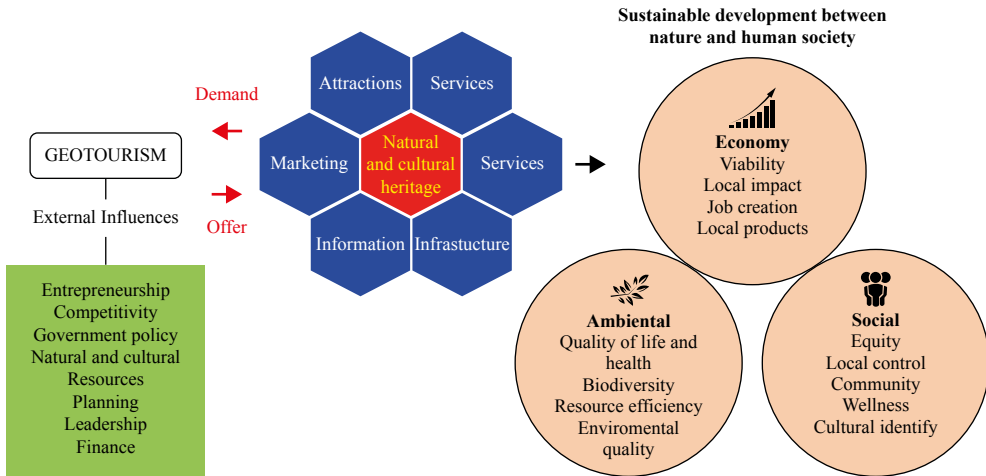 Sustainable development between
nature and human society
Demand
GEOTOURISM
Offer
External Influences
Entrepreneurship
Competitivity
Government policy
Natural and cultural
Resources
Planning
Leadership
Finance
Attractions
Services
Marketing
Natural
and cultural
heritage
Services
Information
Infrastucture
Economy
Viability
Local impact
Job creation
Local products
Ambiental
Quality of life and
health
Biodiversity
Resource efficiency
Enviromental
quality
Social
Equity
Local control
Community
Wellness
Cultural identify